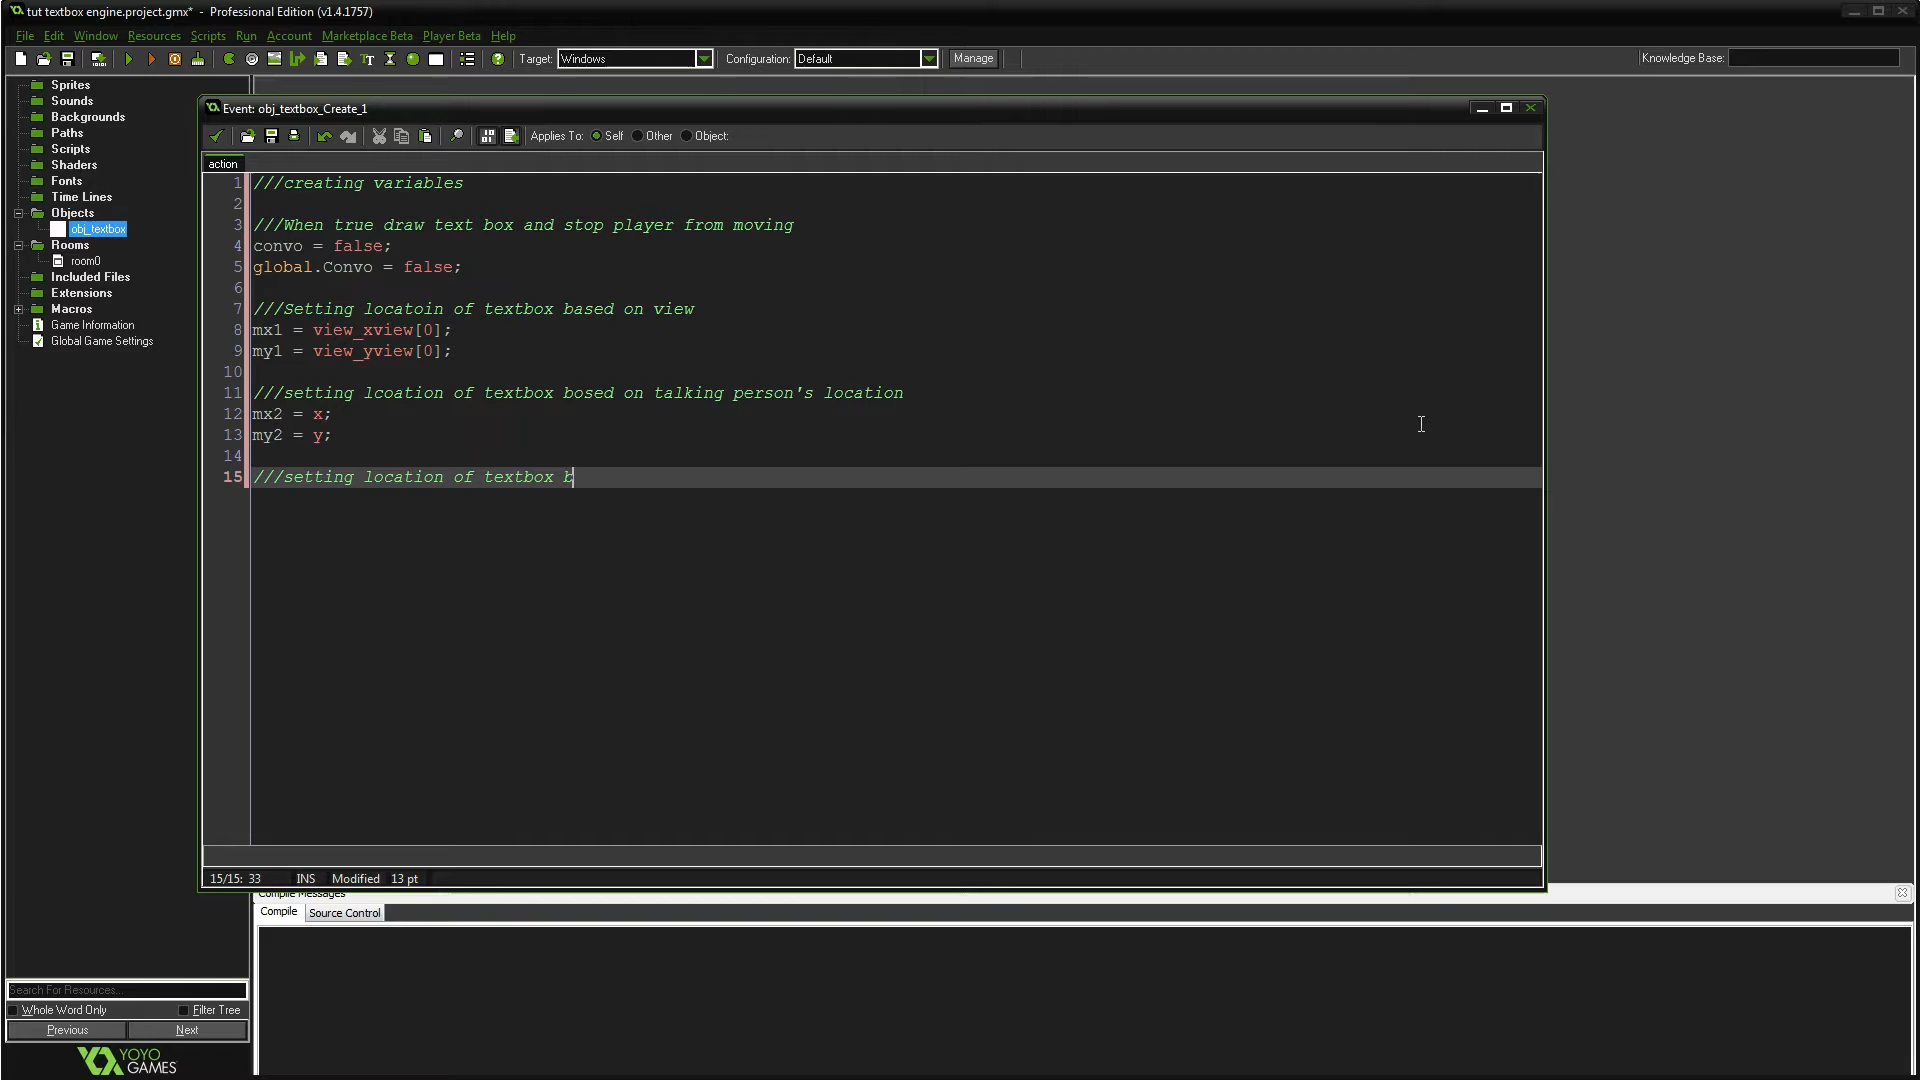 tut textbox engine.project.gmx* - Professional Edition (v1.4.1757)
File Edit Window Resources Scripts Run Account Marketplace Beta Player Beta Help
Target: Windows Configuration: Default Manage Knowledge Base:
Sprites
Sounds
Backgrounds
Paths
Scripts
Shaders
Fonts
Time Lines
Objects
obj_textbox
Rooms
room0
Included Files
Extensions
Macros
Game Information
Global Game Settings
Event: obj_textbox_Create_1
Applies To: Self Other Object:
action
1 ///creating variables
2
3 ///When true draw text box and stop player from moving
4 convo = false;
5 global.Convo = false;
6
7 ///Setting locatoin of textbox based on view
8 mx1 = view_xview[0];
9 my1 = view_yview[0];
10
11 ///setting lcoation of textbox bosed on talking person's location
12 mx2 = x;
13 my2 = y;
14
15 ///setting location of textbox b
15/15: 33 INS Modified 13 pt
Compile Messages
Compile Source Control
Search For Resources...
Whole Word Only Filter Tree
Previous Next
YOYO
GAMES